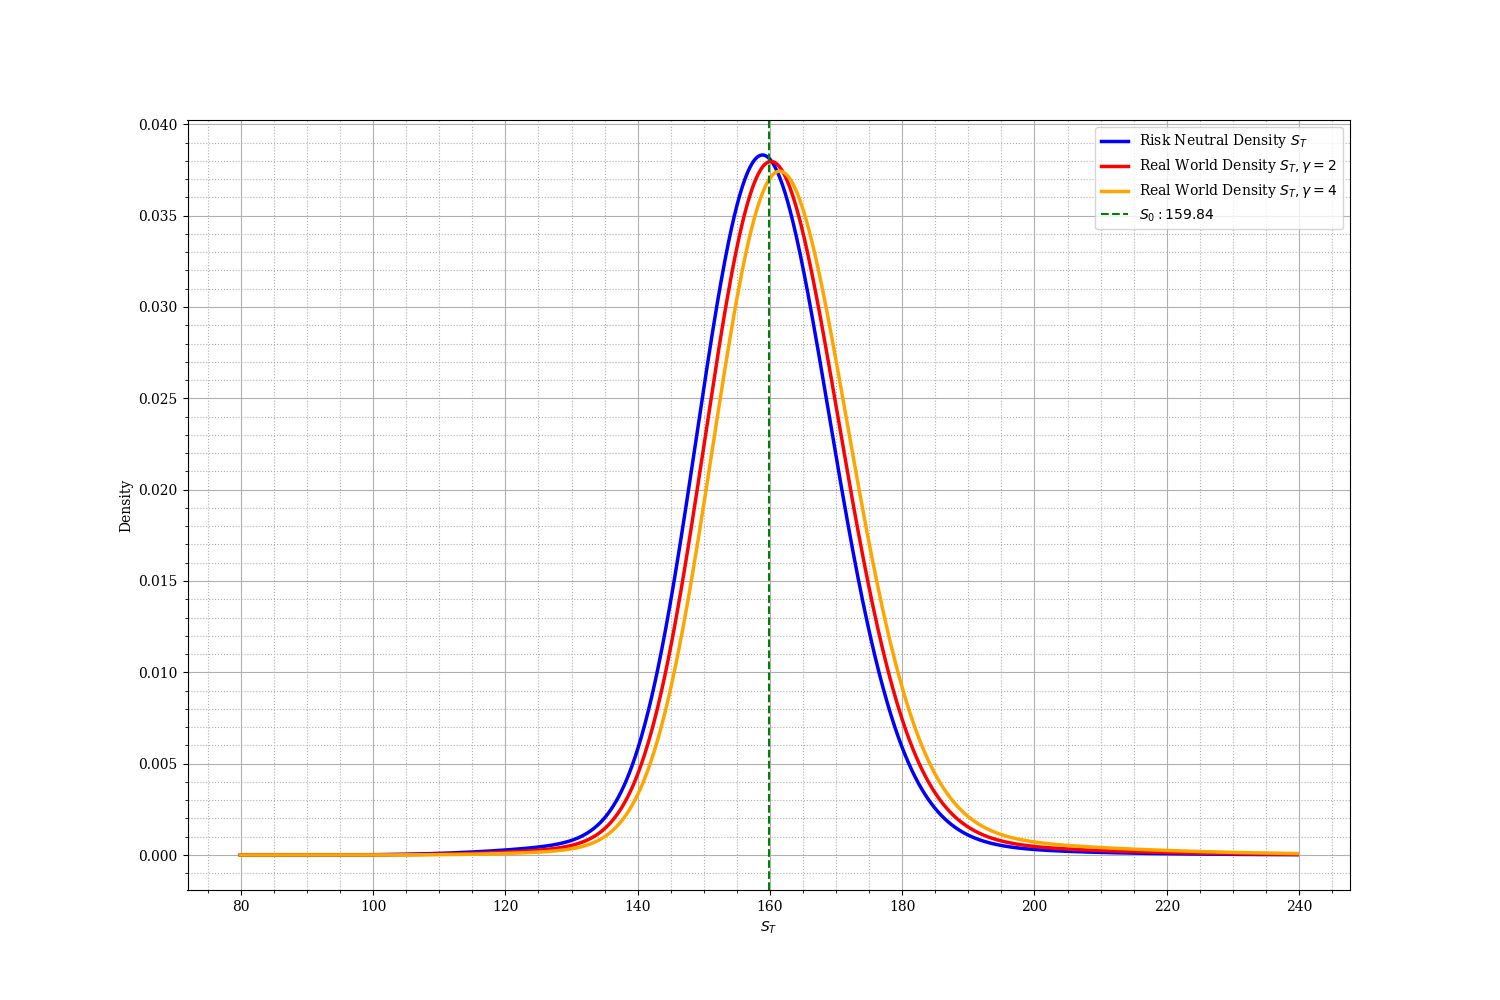 0.040
0.035
0.030
0.025
0.020
0.015
0.010
0.005
0.000
Density
80 100 120 140 160 180 200 220 240
S_T
Risk Neutral Density S_T
Real World Density S_T, γ = 2
Real World Density S_T, γ = 4
S_0 : 159.84